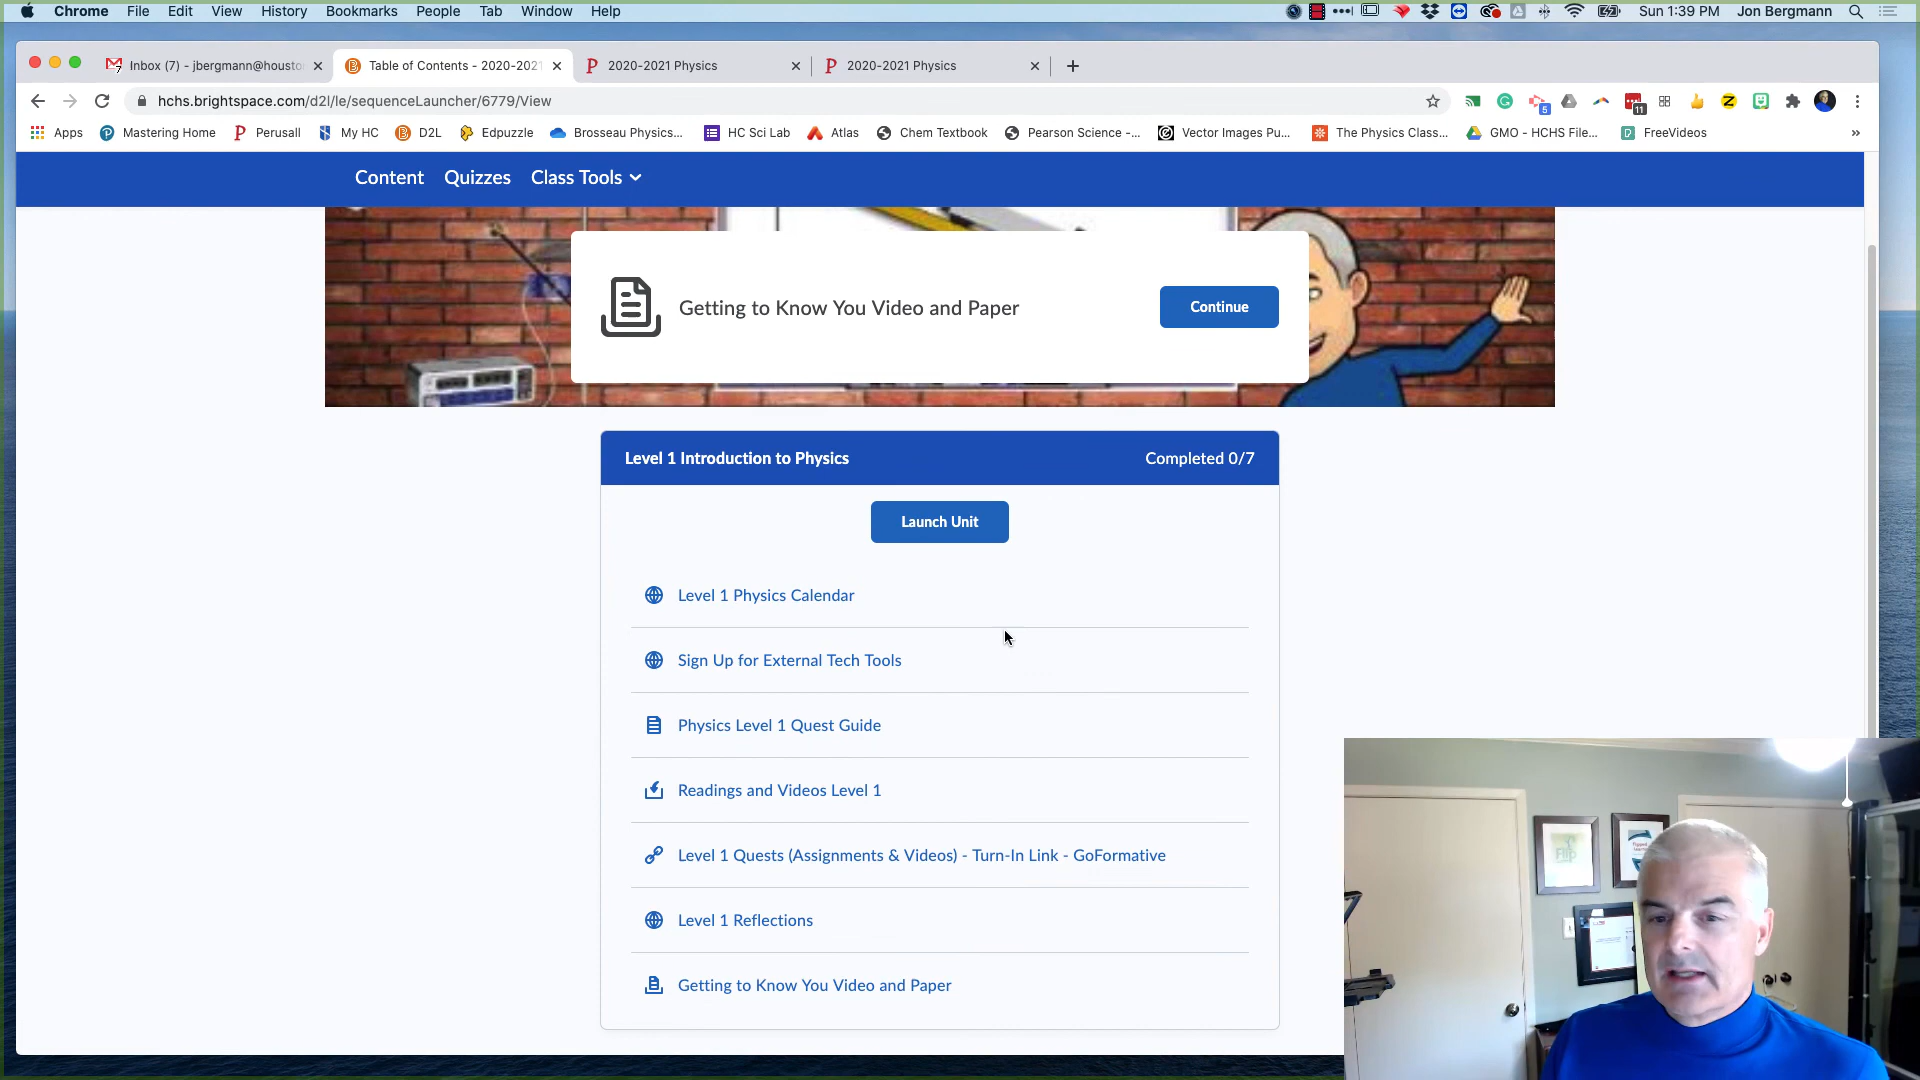 Chrome File Edit View History Bookmarks People Tab Window Help Sun 1:39 PM Jon Bergmann
Inbox (7) - jbergmann@housto
Table of Contents - 2020-2021
2020-2021 Physics
2020-2021 Physics
hchs.brightspace.com/d2l/le/sequenceLauncher/6779/View
5
11
Apps Mastering Home Perusall My HC D2L Edpuzzle Brosseau Physics... HC Sci Lab Atlas Chem Textbook Pearson Science -... Vector Images Pu... The Physics Class... GMO - HCHS File... FreeVideos »
Content Quizzes Class Tools
Getting to Know You Video and Paper
Continue
Level 1 Introduction to Physics Completed 0/7
Launch Unit
Level 1 Physics Calendar
Sign Up for External Tech Tools
Physics Level 1 Quest Guide
Readings and Videos Level 1
Level 1 Quests (Assignments & Videos) - Turn-In Link - GoFormative
Level 1 Reflections
Getting to Know You Video and Paper